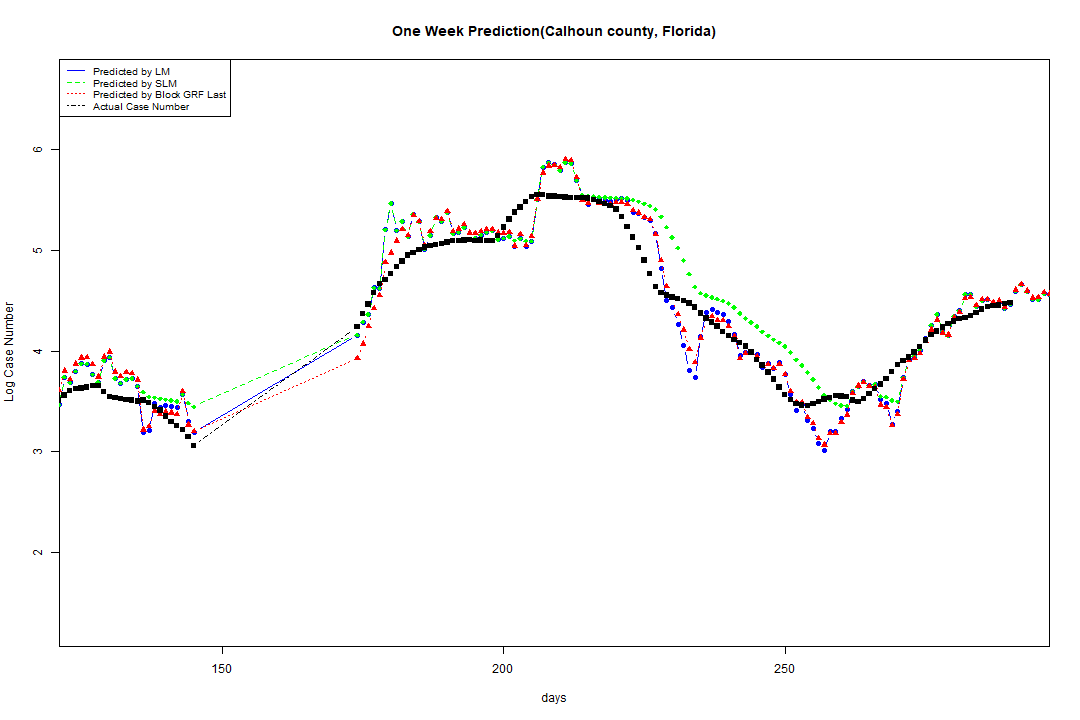 One Week Prediction(Calhoun county, Florida)
Predicted by LM
Predicted by SLM
Predicted by Block GRF Last
Actual Case Number
6
5
4
3
2
Log Case Number
150
200
250
days